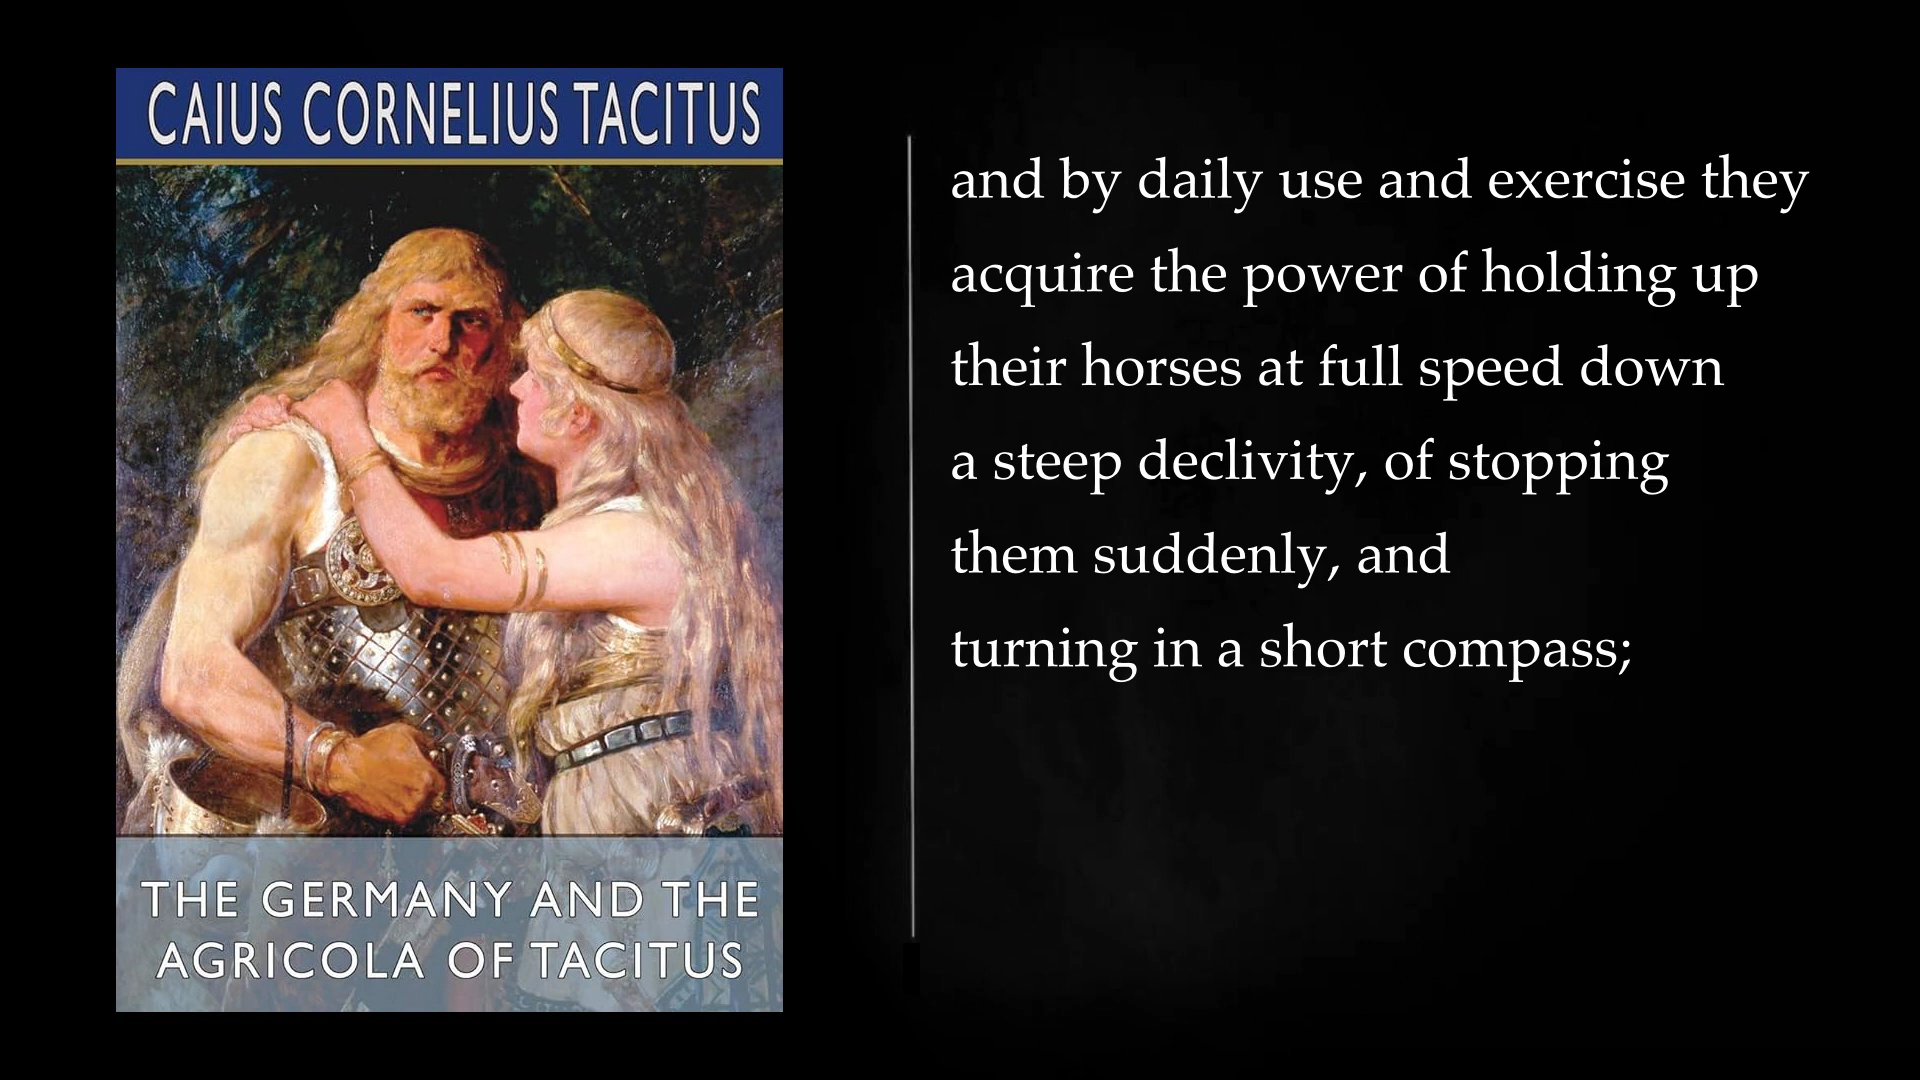 CAIUS CORNELIUS TACITUS
THE GERMANY AND THE
AGRICOLA OF TACITUS
and by daily use and exercise they
acquire the power of holding up
their horses at full speed down
a steep declivity, of stopping
them suddenly, and
turning in a short compass;